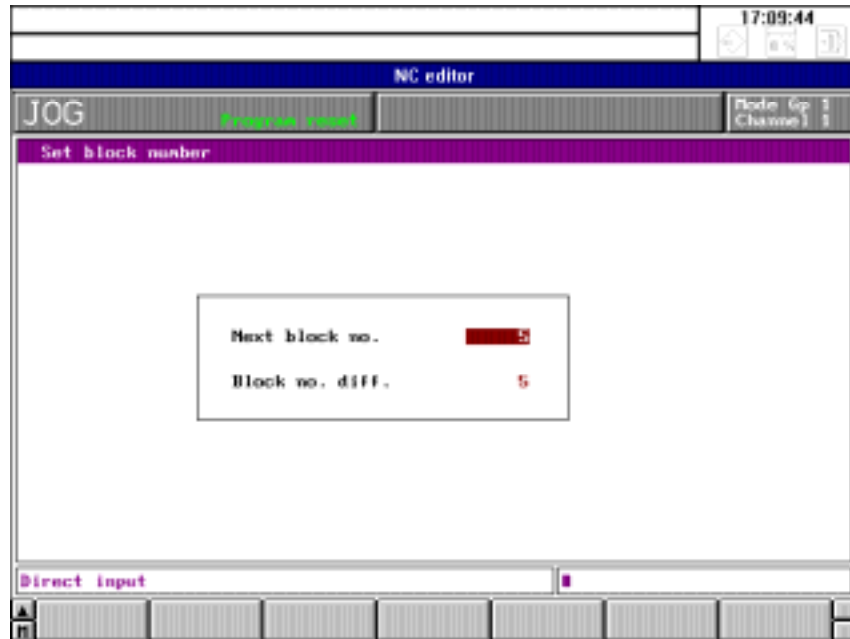 17:09:44
NC editor
JOG
Program reset
Mode Gp 1
Channel 1
Set block number
Next block no. 5
Block no. diff. 5
Direct input